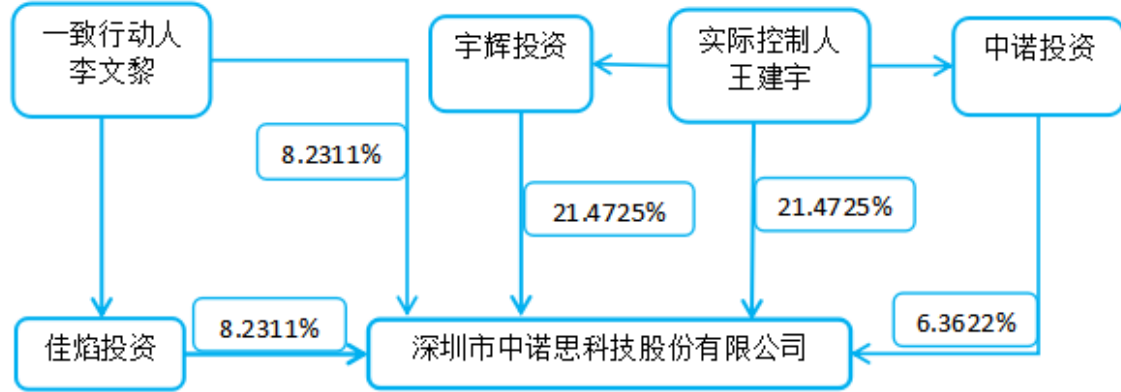 一致行动人
李文黎
宇辉投资
实际控制人
王建宇
中诺投资
8.2311%
21.4725%
21.4725%
佳焰投资
8.2311%
深圳市中诺思科技股份有限公司
6.3622%